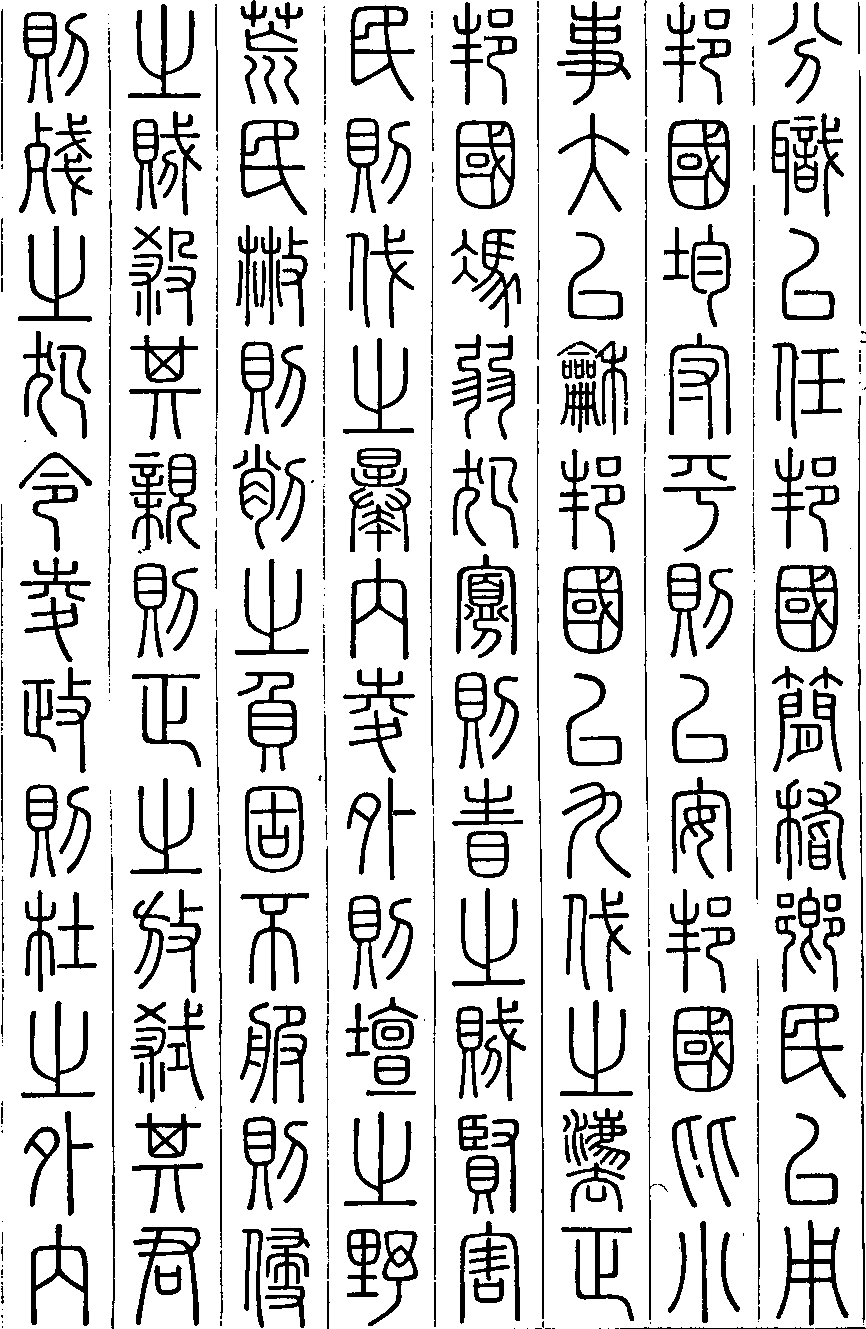 分職以任邦國簡稽鄉民以用
邦國均守平則以安邦國比小
事大以龢邦國以九伐之灋正
邦國馮弱犯寡則眚之賊賢害
民則伐之暴內陵外則壇之野
荒民散則削之負固不服則侵
之賊殺其親則正之放弒其君
則殘之犯令陵政則杜之外內